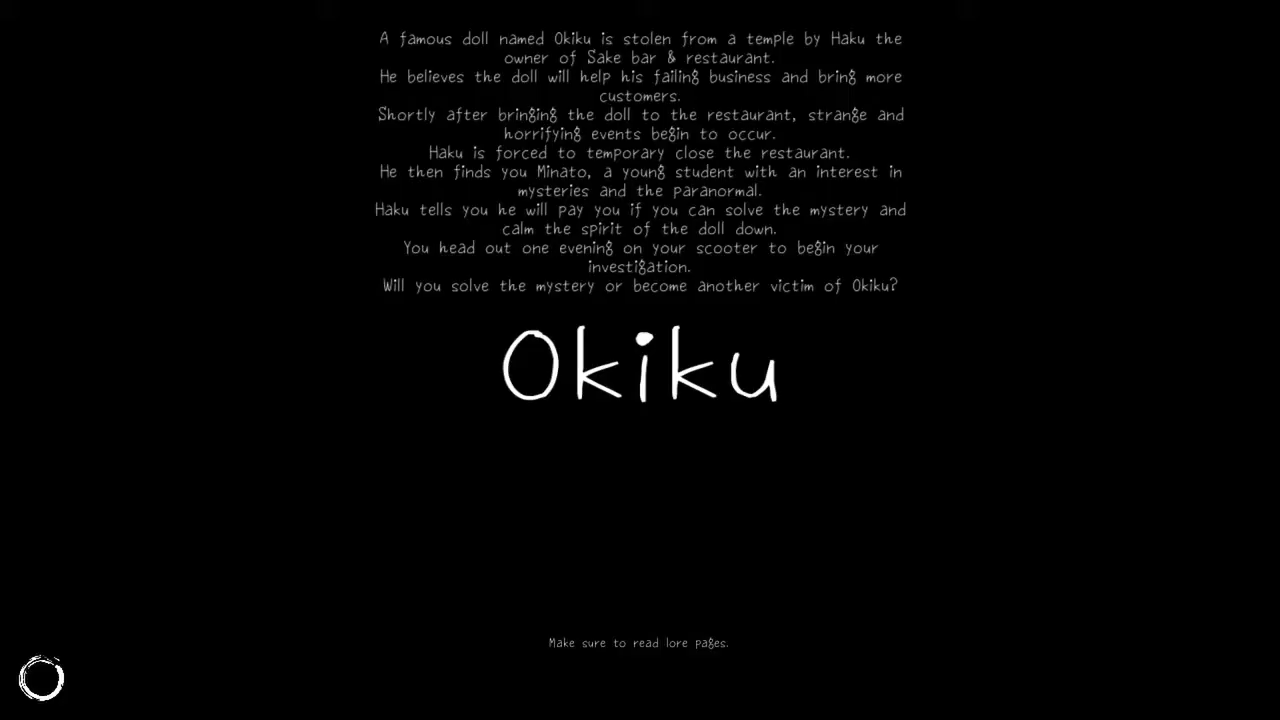 A famous doll named Okiku is stolen from a temple by Haku the
owner of Sake bar & restaurant.
He believes the doll will help his failing business and bring more
customers.
Shortly after bringing the doll to the restaurant, strange and
horrifying events begin to occur.
Haku is forced to temporary close the restaurant.
He then finds you Minato, a young student with an interest in
mysteries and the paranormal.
Haku tells you he will pay you if you can solve the mystery and
calm the spirit of the doll down.
You head out one evening on your scooter to begin your
investigation.
Will you solve the mystery or become another victim of Okiku?
Okiku
Make sure to read lore pages.